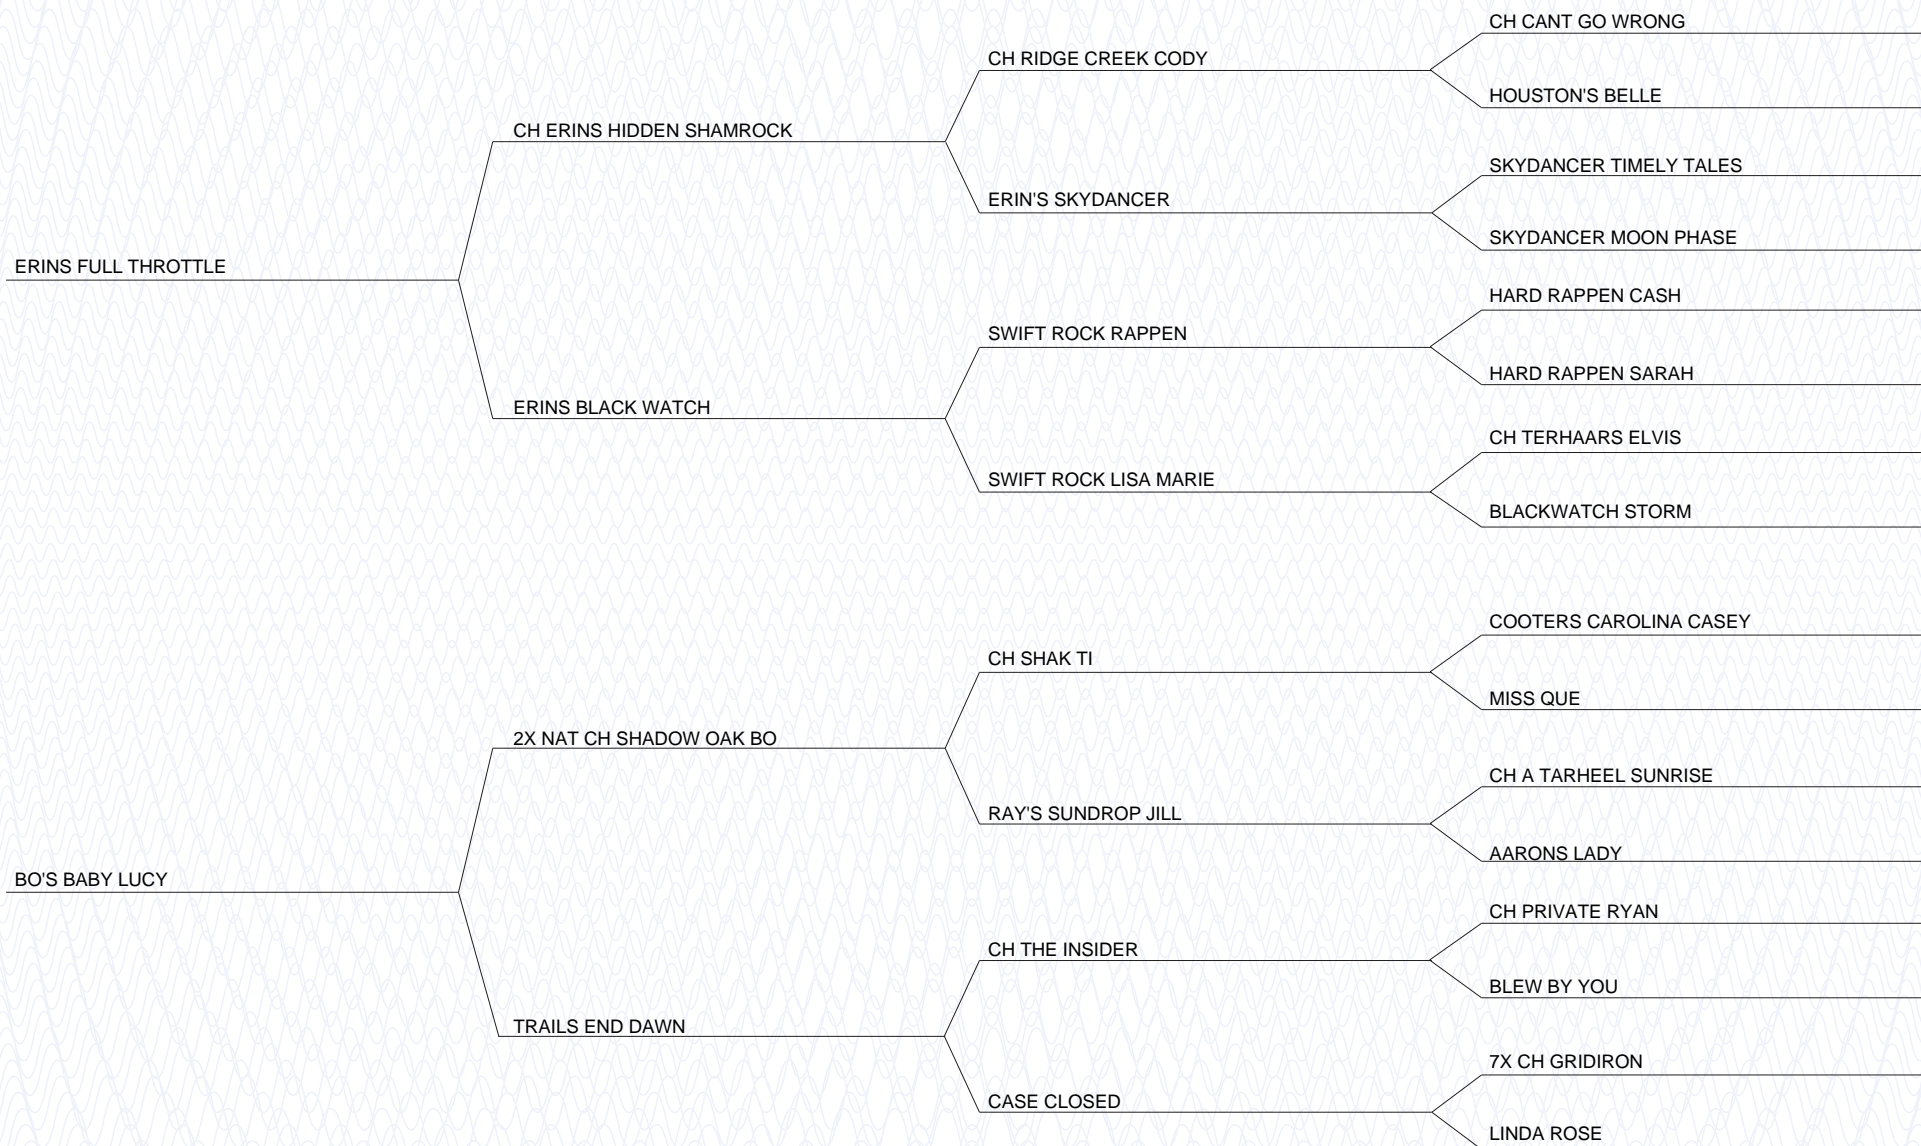 CH CANT GO WRONG
CH RIDGE CREEK CODY
HOUSTON'S BELLE
CH ERINS HIDDEN SHAMROCK
SKYDANCER TIMELY TALES
ERIN'S SKYDANCER
SKYDANCER MOON PHASE
ERINS FULL THROTTLE
HARD RAPPEN CASH
SWIFT ROCK RAPPEN
HARD RAPPEN SARAH
ERINS BLACK WATCH
CH TERHAARS ELVIS
SWIFT ROCK LISA MARIE
BLACKWATCH STORM
COOTERS CAROLINA CASEY
CH SHAK TI
MISS QUE
2X NAT CH SHADOW OAK BO
CH A TARHEEL SUNRISE
RAY'S SUNDROP JILL
AARONS LADY
BO'S BABY LUCY
CH PRIVATE RYAN
CH THE INSIDER
BLEW BY YOU
TRAILS END DAWN
7X CH GRIDIRON
CASE CLOSED
LINDA ROSE